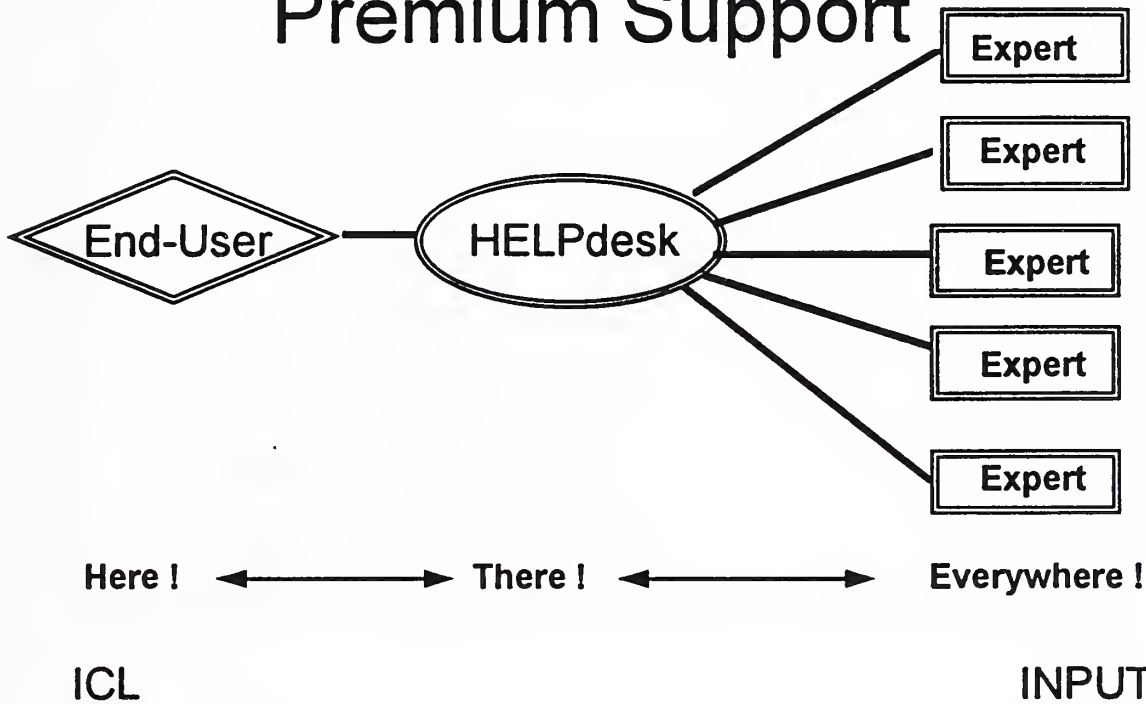 Premium Support
Expert
Expert
End-User HELPdesk Expert
Expert
Expert
Here ! There ! Everywhere !
ICL INPUT